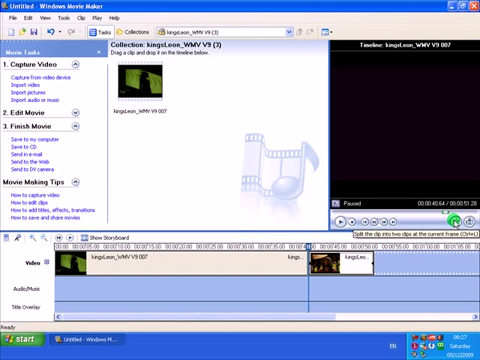 Untitled - Windows Movie Maker
File Edit View Tools Clip Play Help
Tasks Collections kingsLeon_WMV V9 (3)
Movie Tasks
1. Capture Video
Capture from video device
Import video
Import pictures
Import audio or music
2. Edit Movie
3. Finish Movie
Save to my computer
Save to CD
Send in e-mail
Send to the Web
Send to DV camera
Movie Making Tips
How to capture video
How to edit clips
How to add titles, effects, transitions
How to save and share movies
Collection: kingsLeon_WMV V9 (3)
Drag a clip and drop it on the timeline below.
kingsLeon_WMV V9 007
Timeline: kingsLeon_WMV V9 007
Paused 00:00:40.64 / 00:00:51.28
Split the clip into two clips at the current frame (Ctrl+L)
Show Storyboard
Video
kingsLeon_WMV V9 007 kings... kingsLeo...
Audio/Music
Title Overlay
Ready
start Untitled - Windows M... EN
08:27
Saturday
05/12/2009